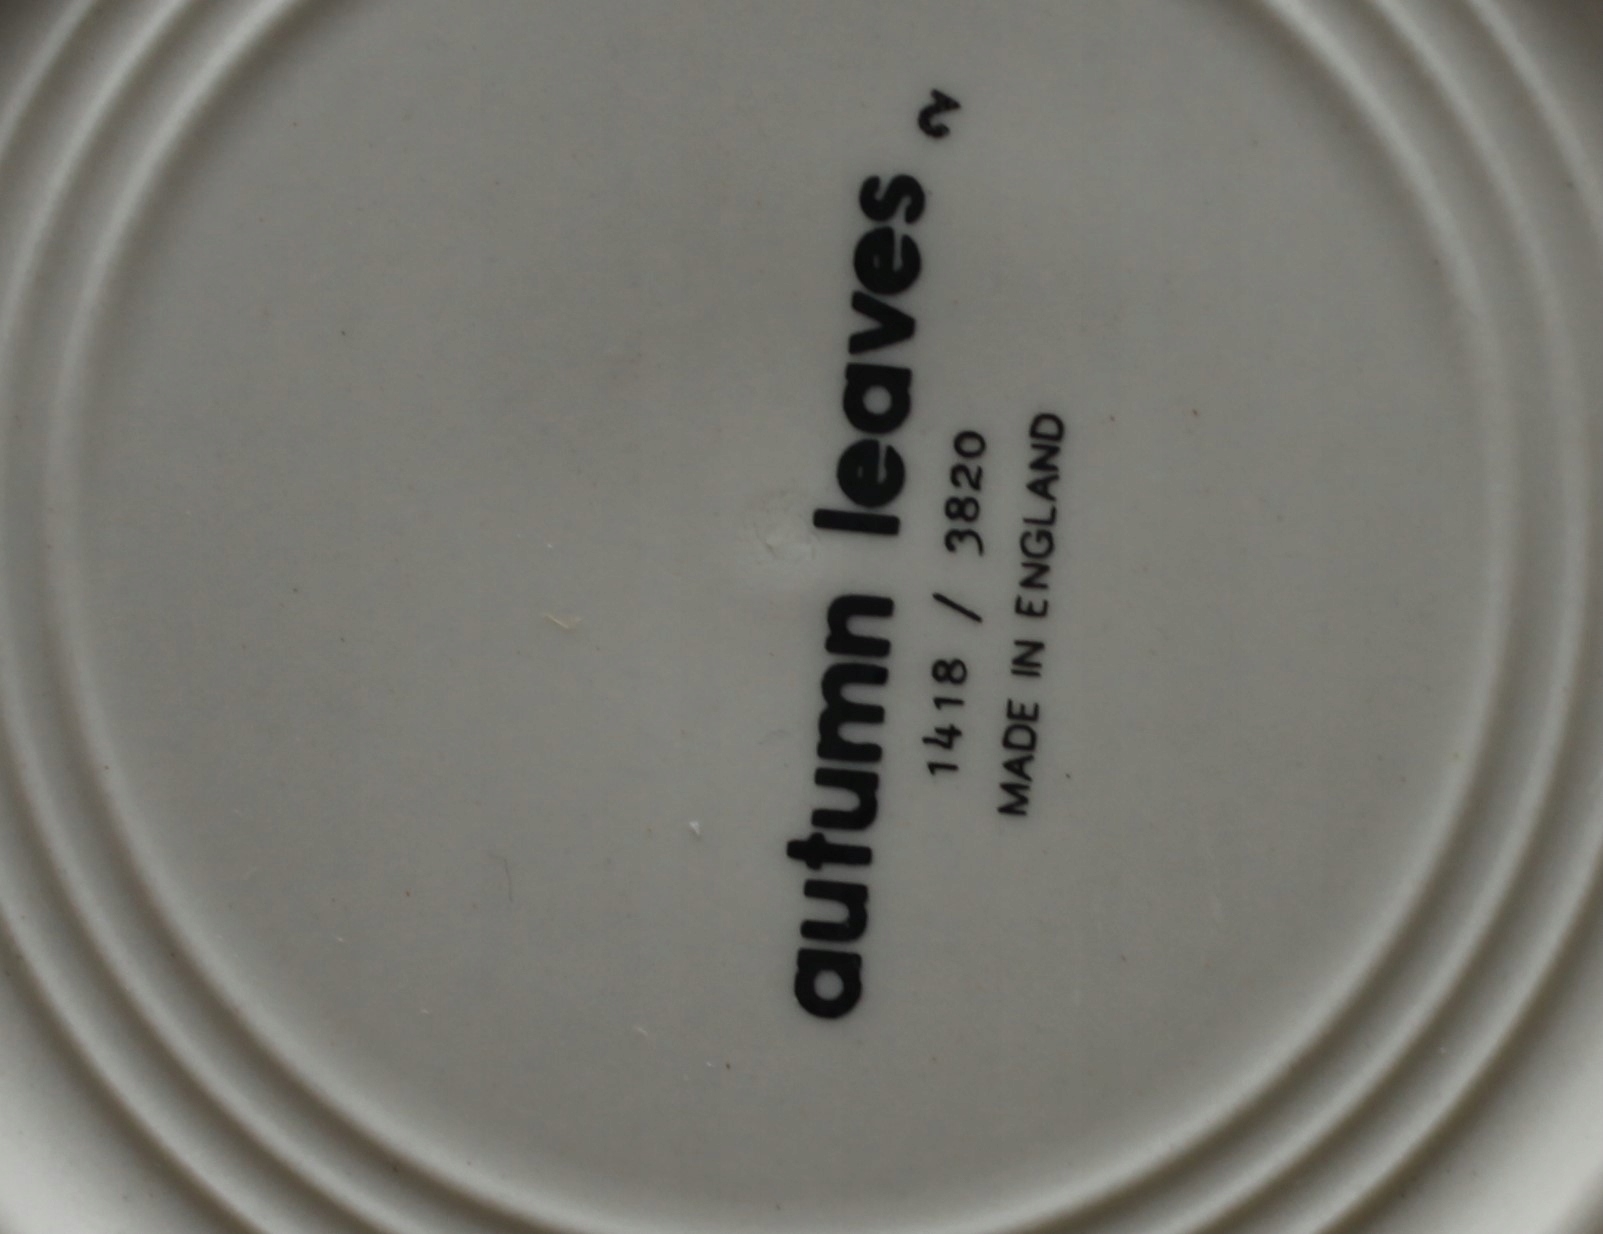 autumn leaves
1418 / 3820
MADE IN ENGLAND